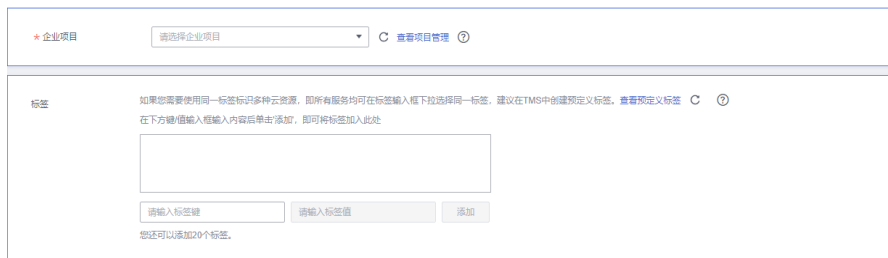 * 企业项目 请选择企业项目 C 查看项目管理 ?
标签 如果您需要使用同一标签标识多种云资源，即所有服务均可在标签输入框下拉选择同一标签，建议在TMS中创建预定义标签。 查看预定义标签 C ?
在下方键/值输入框输入内容后单击'添加'，即可将标签加入此处
请输入标签键 请输入标签值 添加
您还可以添加20个标签。